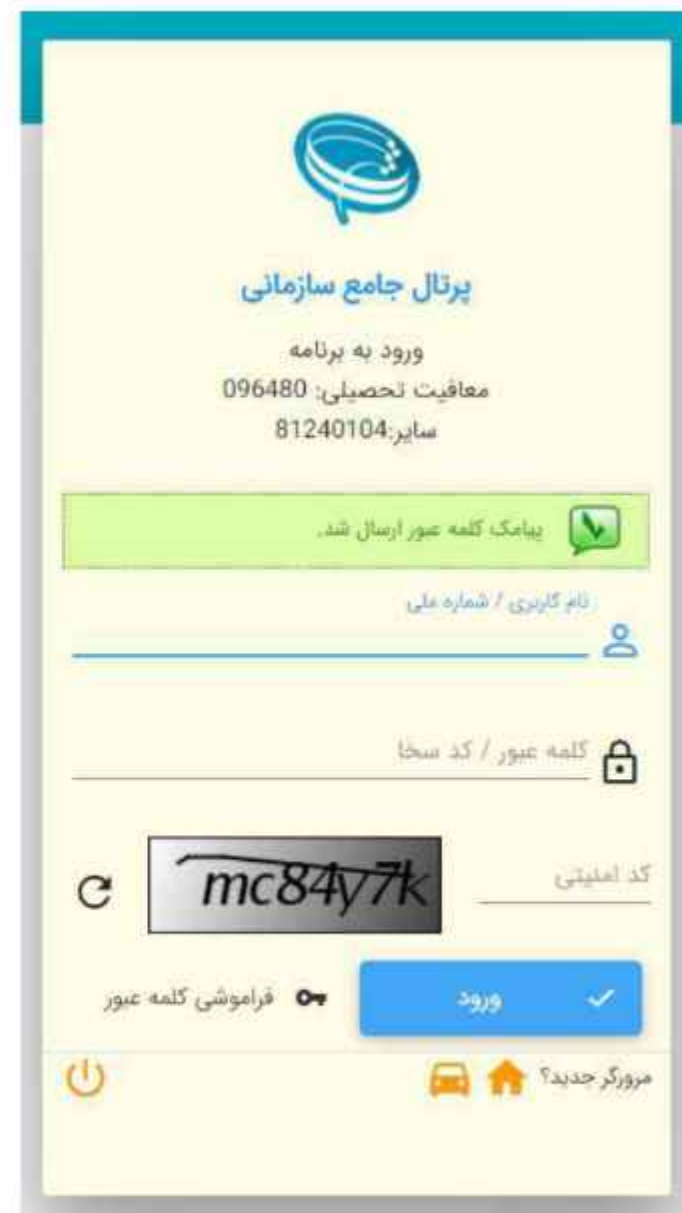 پرتال جامع سازمانی
ورود به برنامه
معافیت تحصیلی: 096480
سایر:81240104
پیامک کلمه عبور ارسال شد.
نام کاربری / شماره ملی
کلمه عبور / کد سخا
کد امنیتی
mc84y7k
ورود
فراموشی کلمه عبور
مرورگر جدید؟